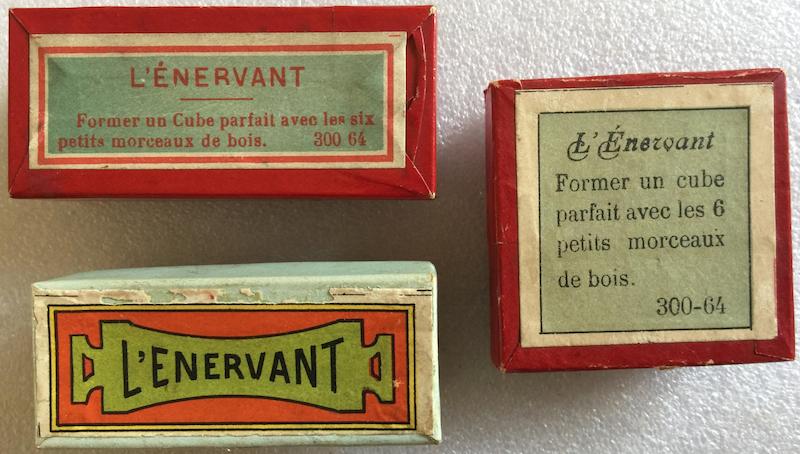 L'ÉNERVANT
Former un Cube parfait avec les six
petits morceaux de bois. 300 64
L'Énervant
Former un cube
parfait avec les 6
petits morceaux
de bois.
300-64
L'ENERVANT